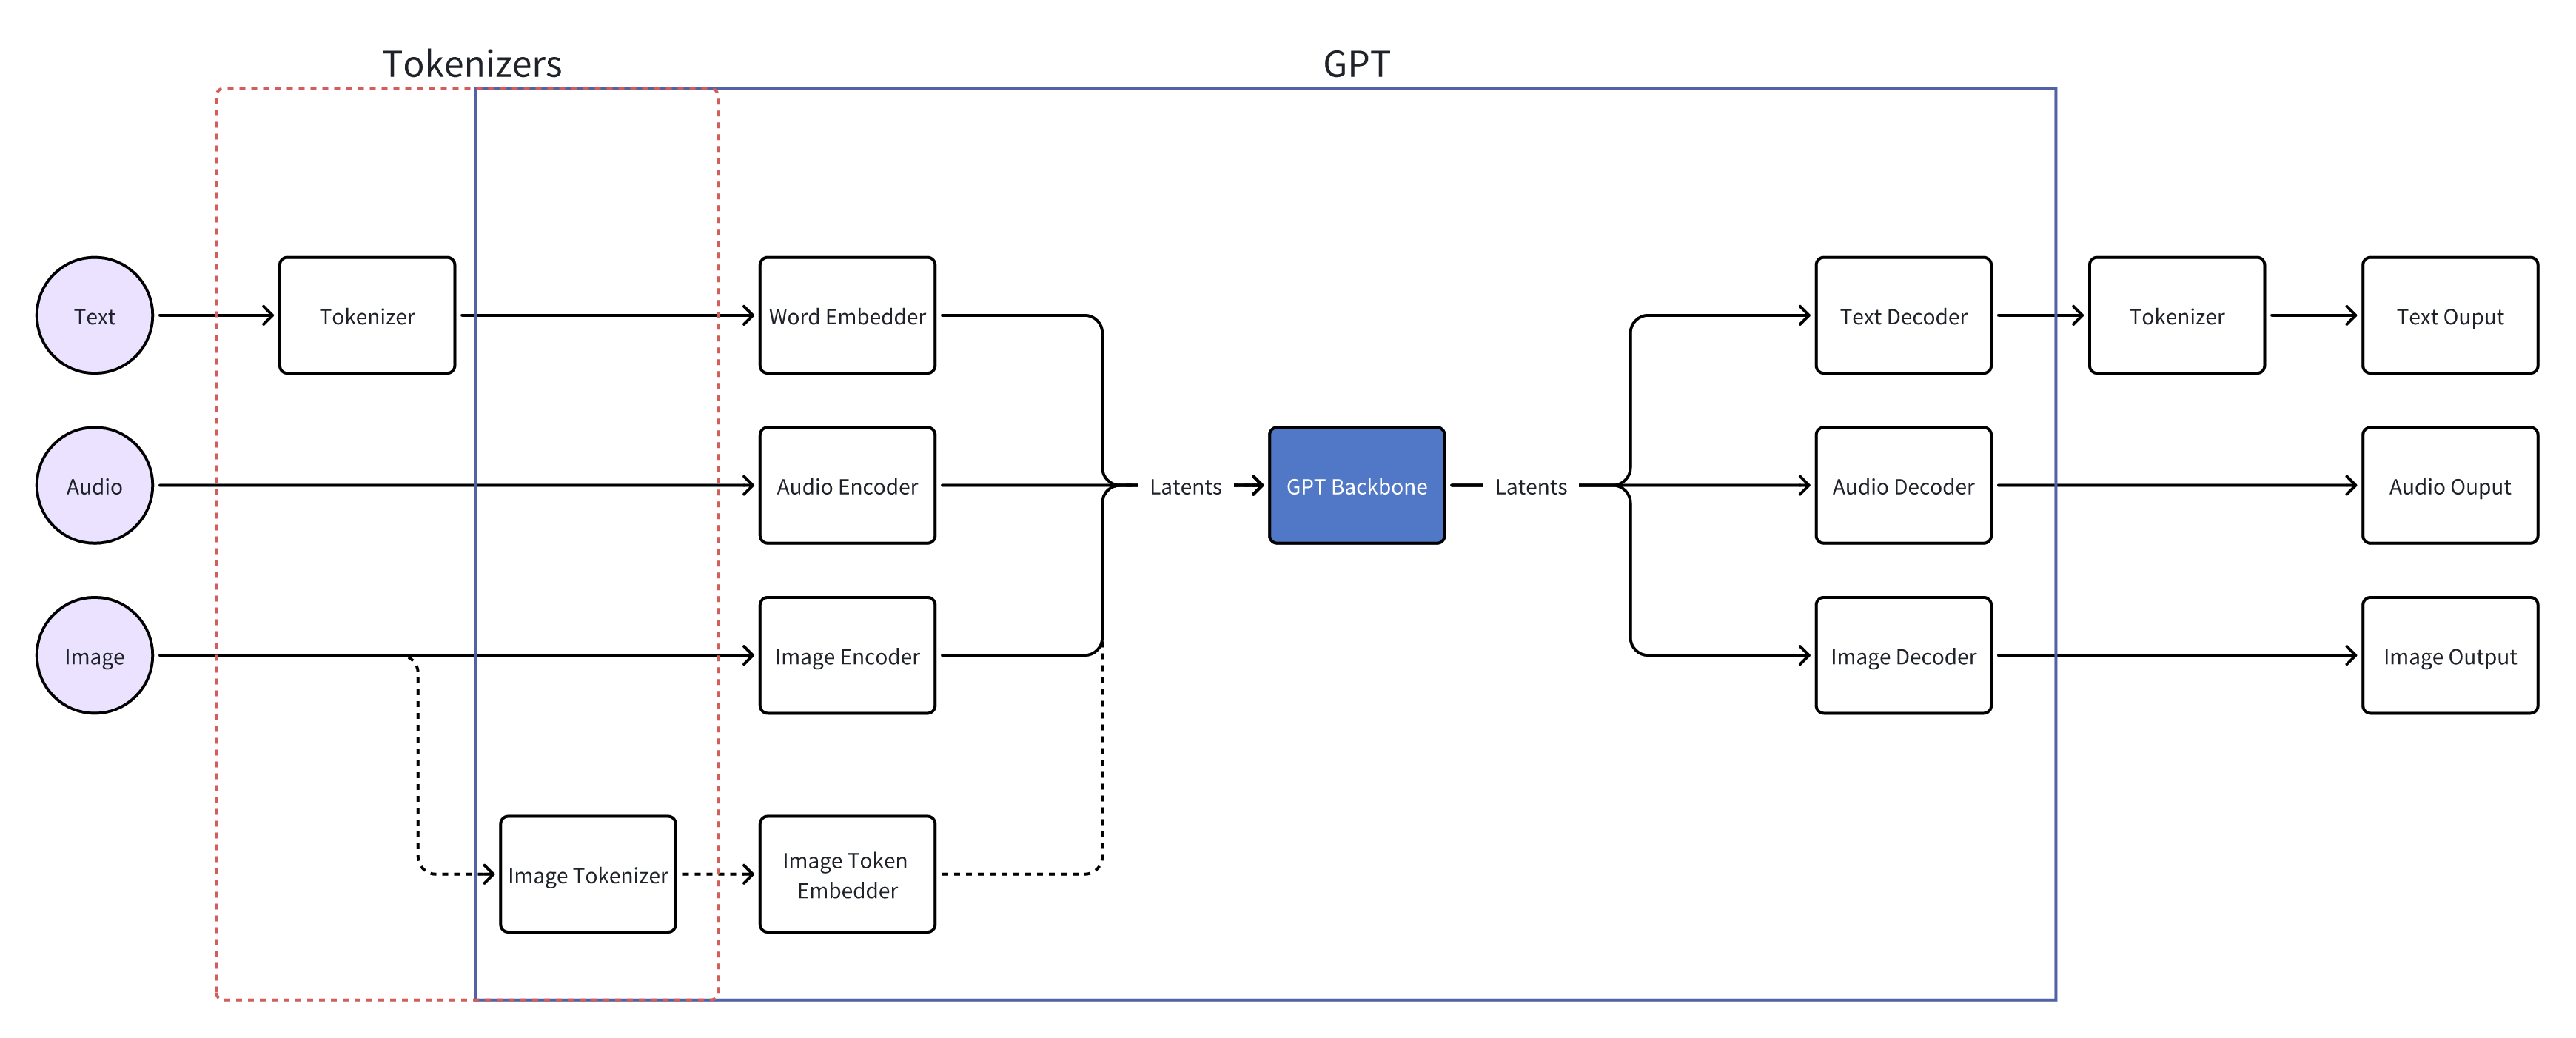 Tokenizers
GPT
Text
Tokenizer
Word Embedder
Text Decoder
Tokenizer
Text Ouput
Audio
Audio Encoder
Latents
GPT Backbone
Latents
Audio Decoder
Audio Ouput
Image
Image Encoder
Image Decoder
Image Output
Image Tokenizer
Image Token
Embedder